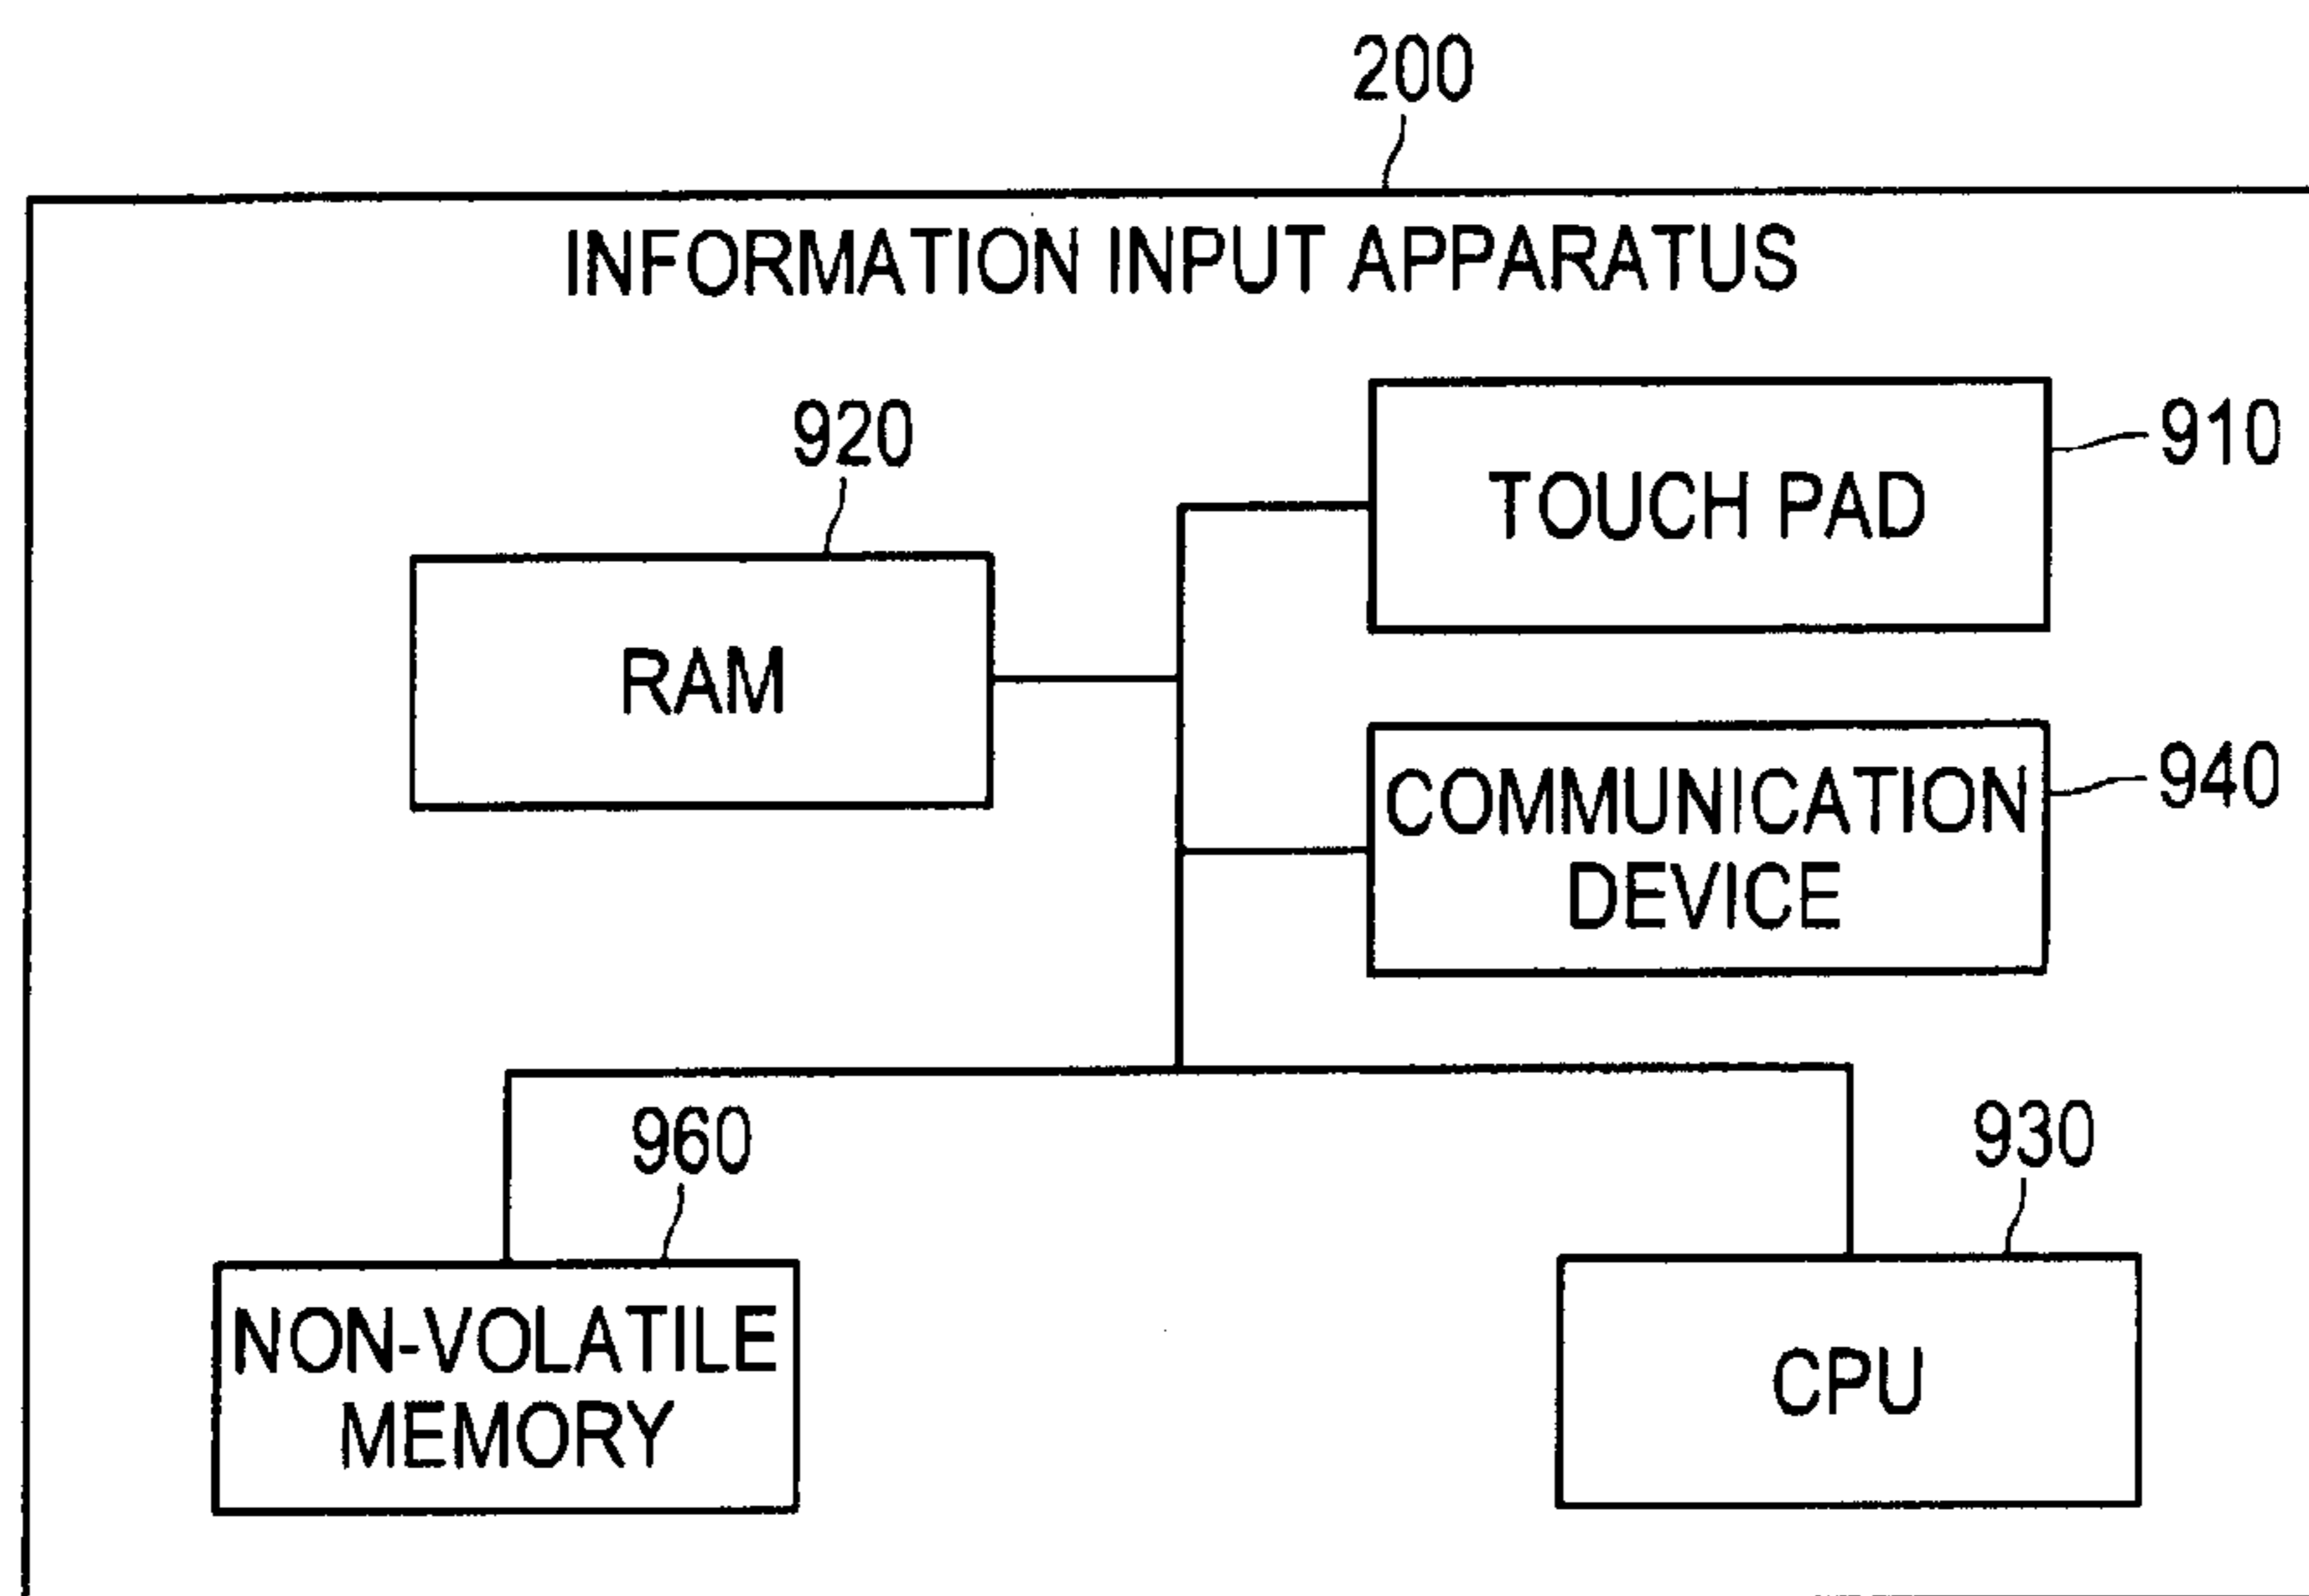 200
INFORMATION INPUT APPARATUS
920
910
TOUCH PAD
RAM
940
COMMUNICATION
DEVICE
960
930
NON-VOLATILE
MEMORY
CPU